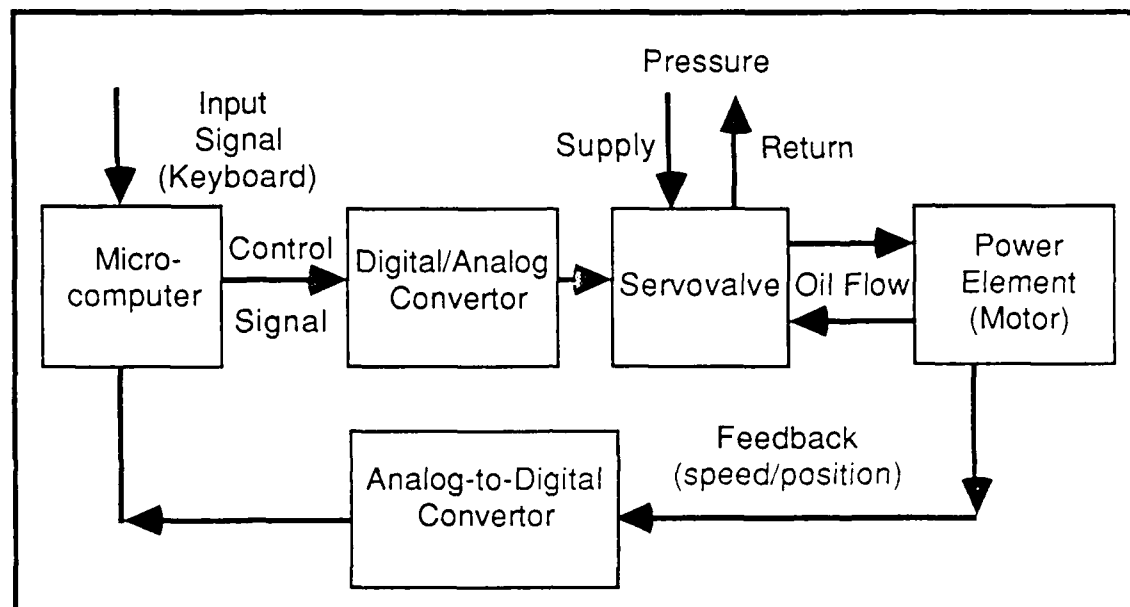 Pressure
Input
Signal
(Keyboard)
Supply
Return
Micro-
computer
Control
Signal
Digital/Analog
Convertor
Servovalve
Oil Flow
Power
Element
(Motor)
Feedback
(speed/position)
Analog-to-Digital
Convertor